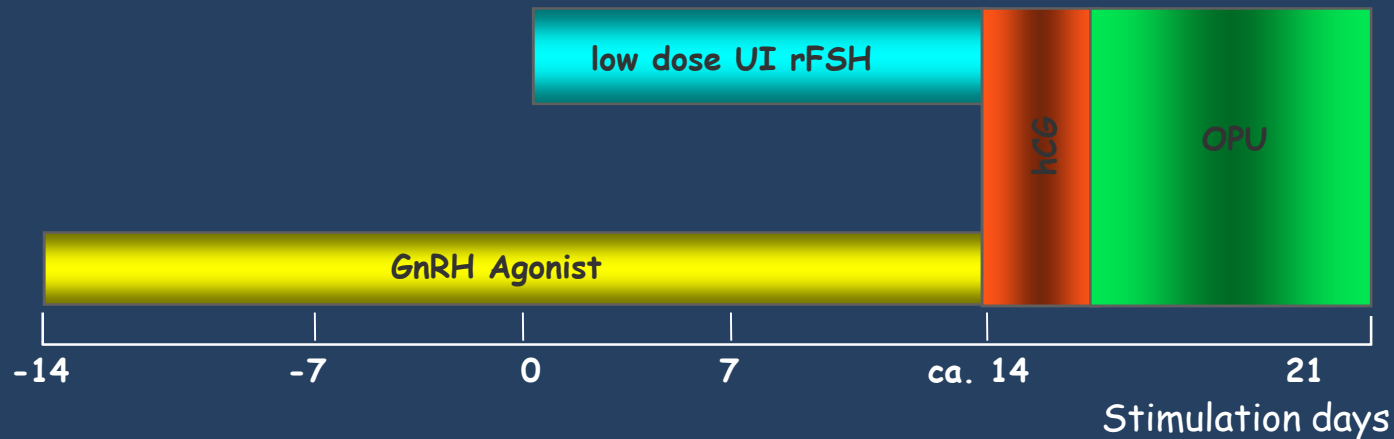 low dose UI rFSH
hCG
OPU
GnRH Agonist
-14 -7 0 7 ca. 14 21
Stimulation days